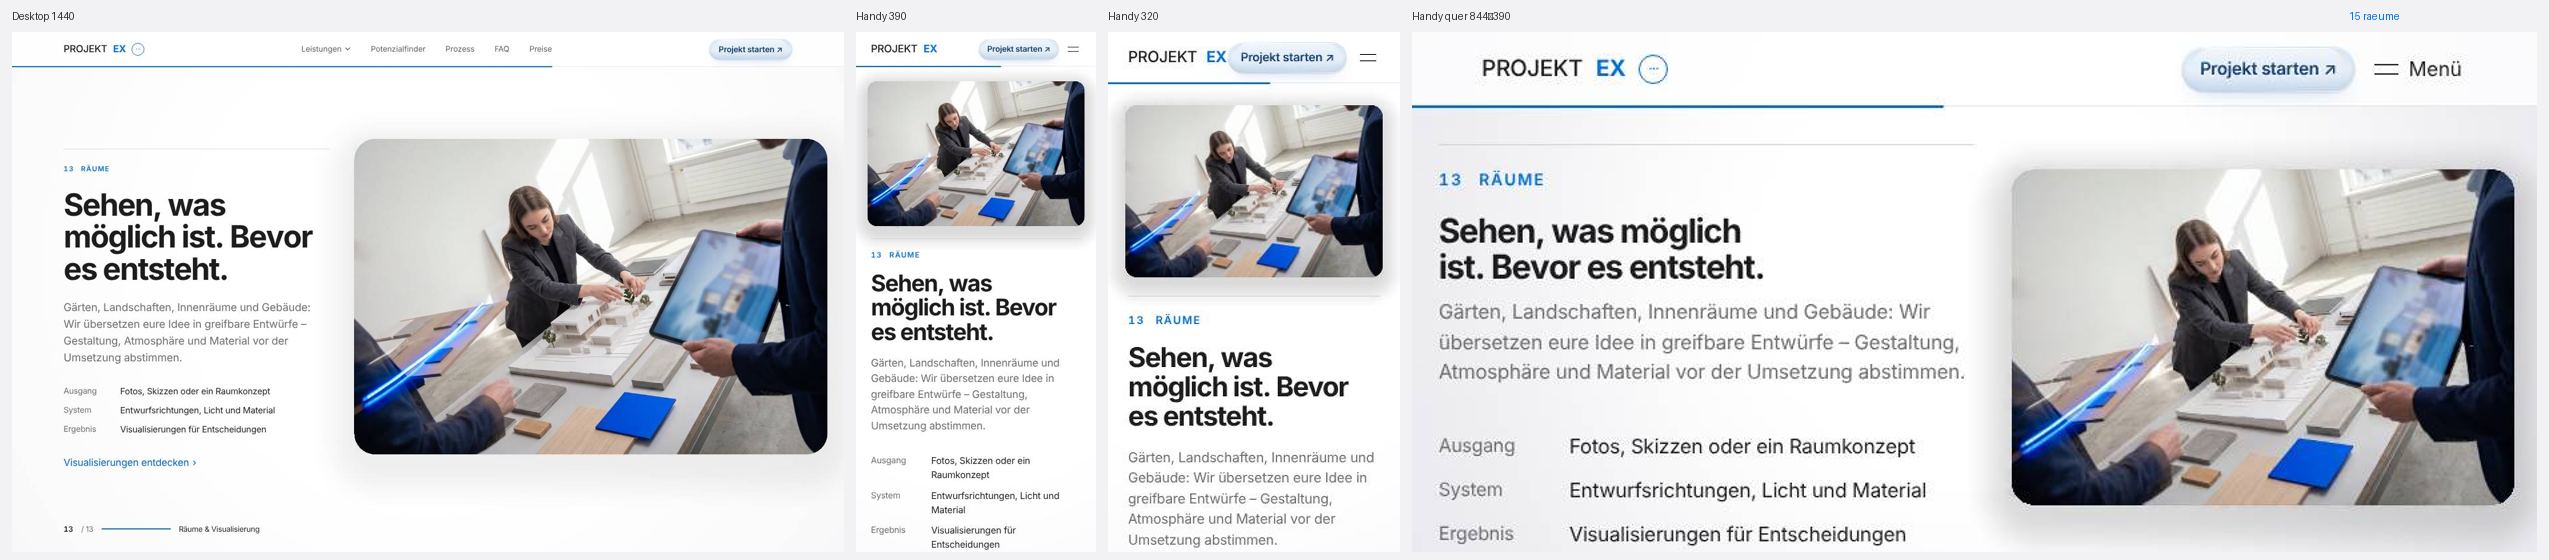 Desktop 1440
PROJEKT EX
Leistungen
Potenzialfinder
Prozess
FAQ
Preise
Projekt starten ↗
13 RÄUME
Sehen, was
möglich ist. Bevor
es entsteht.
Gärten, Landschaften, Innenräume und Gebäude:
Wir übersetzen eure Idee in greifbare Entwürfe –
Gestaltung, Atmosphäre und Material vor der
Umsetzung abstimmen.
Ausgang Fotos, Skizzen oder ein Raumkonzept
System Entwurfsrichtungen, Licht und Material
Ergebnis Visualisierungen für Entscheidungen
Visualisierungen entdecken ›
13 / 13 Räume & Visualisierung
Handy 390
PROJEKT EX
Projekt starten ↗
13 RÄUME
Sehen, was
möglich ist. Bevor
es entsteht.
Gärten, Landschaften, Innenräume und
Gebäude: Wir übersetzen eure Idee in
greifbare Entwürfe – Gestaltung,
Atmosphäre und Material vor der
Umsetzung abstimmen.
Ausgang Fotos, Skizzen oder ein
Raumkonzept
System Entwurfsrichtungen, Licht und
Material
Ergebnis Visualisierungen für
Entscheidungen
Handy 320
PROJEKT EX
Projekt starten ↗
13 RÄUME
Sehen, was
möglich ist. Bevor
es entsteht.
Gärten, Landschaften, Innenräume und
Gebäude: Wir übersetzen eure Idee in
greifbare Entwürfe – Gestaltung,
Atmosphäre und Material vor der
Umsetzung abstimmen.
Handy quer 844 390
15 raeume
PROJEKT EX
Projekt starten ↗
Menü
13 RÄUME
Sehen, was möglich
ist. Bevor es entsteht.
Gärten, Landschaften, Innenräume und Gebäude: Wir
übersetzen eure Idee in greifbare Entwürfe – Gestaltung,
Atmosphäre und Material vor der Umsetzung abstimmen.
Ausgang Fotos, Skizzen oder ein Raumkonzept
System Entwurfsrichtungen, Licht und Material
Ergebnis Visualisierungen für Entscheidungen